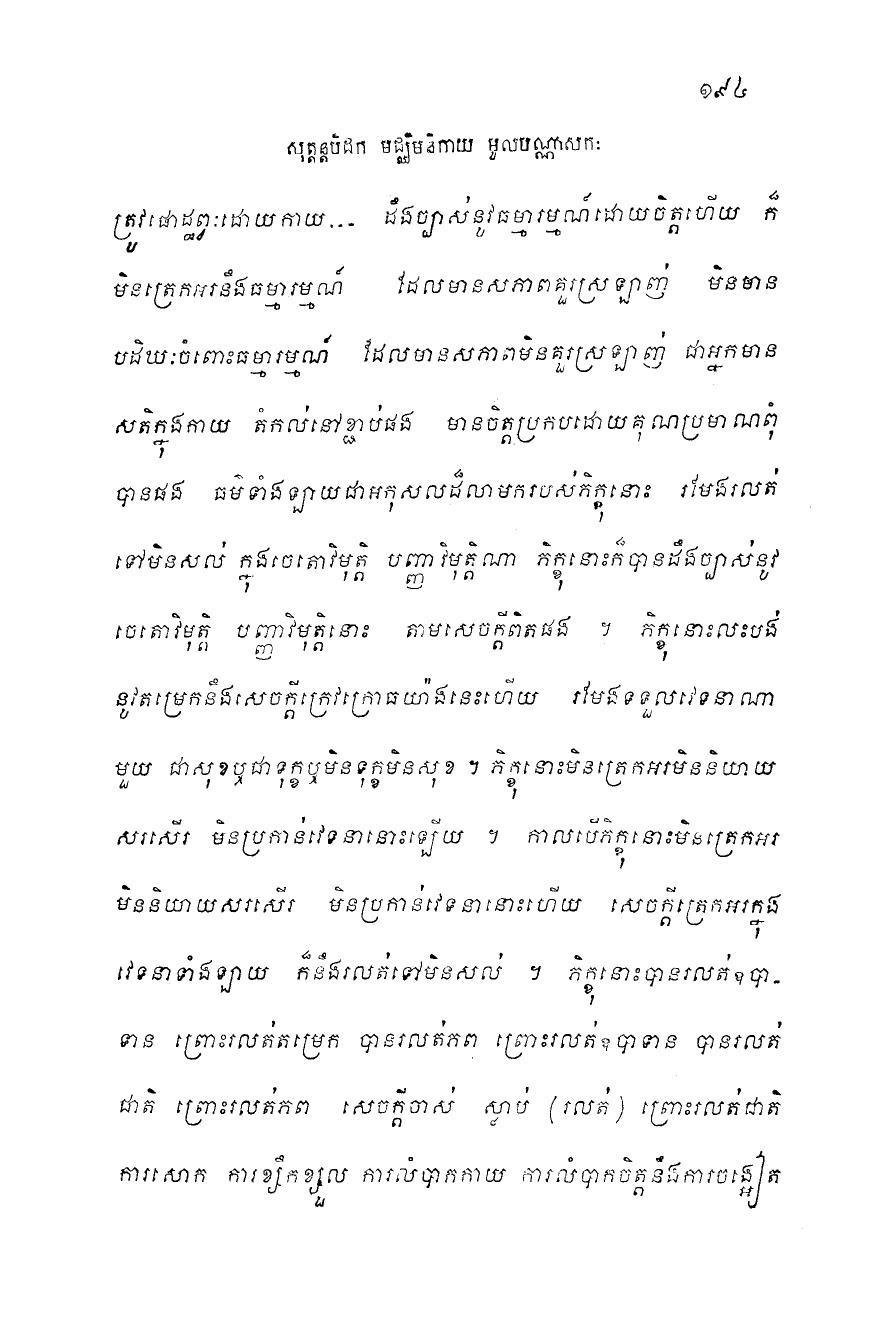 ១៩៤
សុត្តន្តបិដក មជ្ឈិមនិកាយ មូលបណ្ណាសកៈ
ត្រូវផោដ្ឋព្វៈដោយកាយ... ដឹងច្បាស់នូវធម្មារម្មណ៍ដោយចិត្តហើយ ក៏
មិនត្រេកអរនឹងធម្មារម្មណ៍ ដែលមានសភាពគួរស្រឡាញ់ មិនមាន
បដិឃៈចំពោះធម្មារម្មណ៍ ដែលមានសភាពមិនគួរស្រឡាញ់ ជាអ្នកមាន
សតិក្នុងកាយ តំកល់នៅខ្ជាប់ផង មានចិត្តប្រកបដោយគុណប្រមាណពុំ
បានផង ធម៌ទាំងឡាយជាអកុសលដ៏លាមករបស់ភិក្ខុនោះ រមែងរលត់
ទៅមិនសល់ ក្នុងចេតោវិមុត្តិ បញ្ញាវិមុត្តិណា ភិក្ខុនោះក៏បានដឹងច្បាស់នូវ
ចេតោវិមុត្តិ បញ្ញាវិមុត្តិនោះ តាមសេចក្តីពិតផង ។ ភិក្ខុនោះលះបង់
នូវតម្រេកនឹងសេចក្តីក្រេវក្រោធយ៉ាងនេះហើយ រមែងទទួលវេទនាណា
មួយ ជាសុខឬជាទុក្ខឬមិនទុក្ខមិនសុខ ។ ភិក្ខុនោះមិនត្រេកអរមិននិយាយ
សរសើរ មិនប្រកាន់វេទនានោះឡើយ ។ កាលបើភិក្ខុនោះមិនត្រេកអរ
មិននិយាយសរសើរ មិនប្រកាន់វេទនានោះហើយ សេចក្តីត្រេកអរក្នុង
វេទនាទាំងឡាយ ក៏នឹងរលត់ទៅមិនសល់ ។ ភិក្ខុនោះបានរលត់ឧបា-
ទាន ព្រោះរលត់តម្រេក បានរលត់ភព ព្រោះរលត់ឧបាទាន បានរលត់
ជាតិ ព្រោះរលត់ភព សេចក្តីចាស់ ស្លាប់ (រលត់) ព្រោះរលត់ជាតិ
ការសោក ការខ្សឹកខ្សួល ការលំបាកកាយ ការលំបាកចិត្តនឹងការចង្អៀត